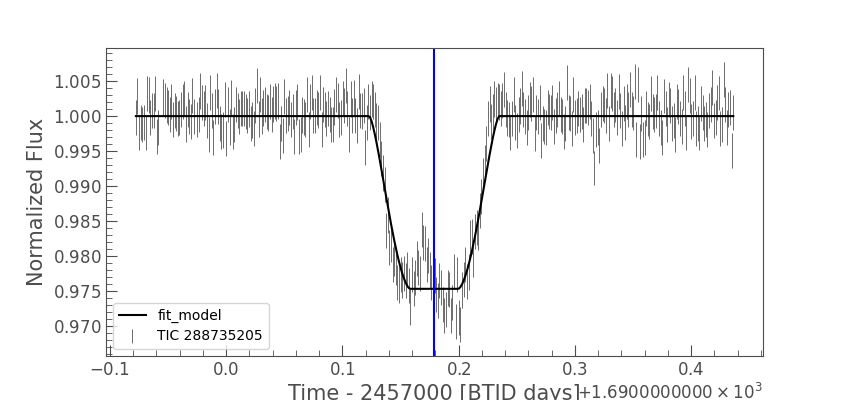 Normalized Flux
1.005
1.000
0.995
0.990
0.985
0.980
0.975
0.970
fit_model
TIC 288735205
−0.1 0.0 0.1 0.2 0.3 0.4
Time - 2457000 [BTJD days]
+1.6900000000 × 10³